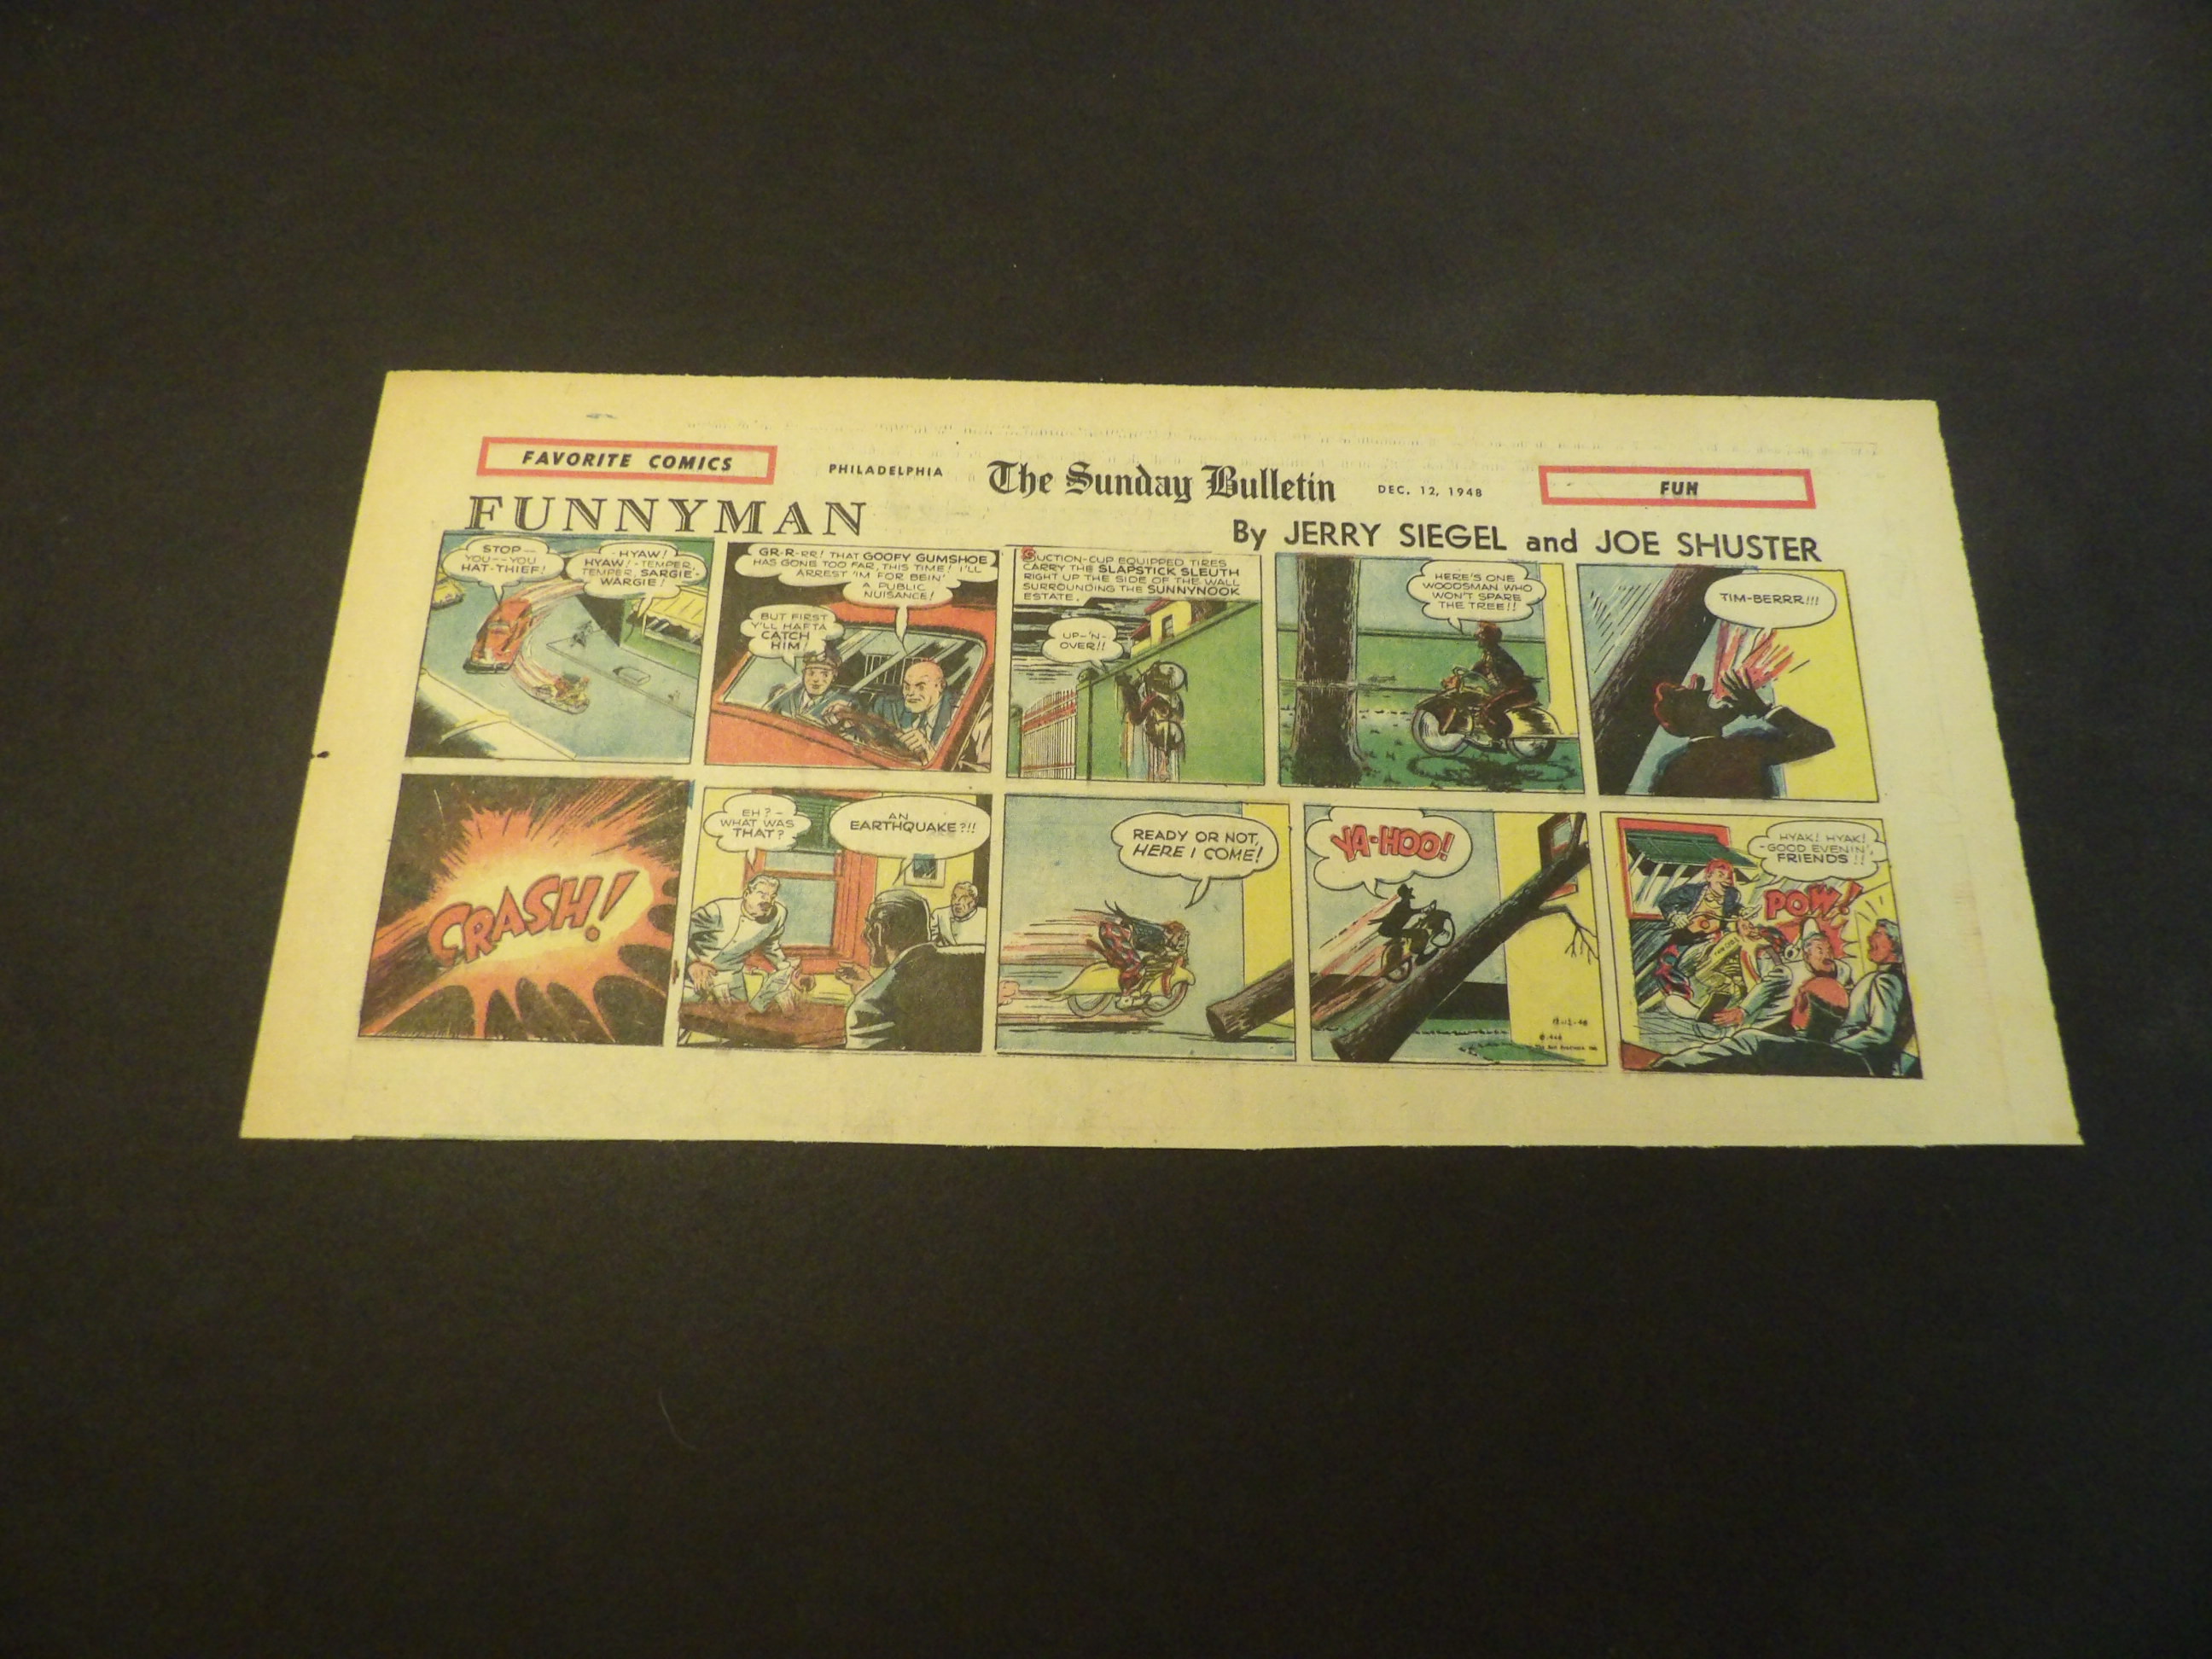 FAVORITE COMICS
PHILADELPHIA
The Sunday Bulletin
DEC. 12, 1948
FUN
FUNNYMAN
By JERRY SIEGEL and JOE SHUSTER
STOP—
YOU--YOU
HAT-THIEF!
-HYAW!
HYAW!-TEMPER,
TEMPER, SARGIE-
WARGIE!
GR-R-RR! THAT GOOFY GUMSHOE
HAS GONE TOO FAR, THIS TIME! I'LL
ARREST 'IM FOR BEIN'
A PUBLIC
NUISANCE!
BUT FIRST
Y'LL HAFTA
CATCH
HIM!
SUCTION-CUP EQUIPPED TIRES
CARRY THE SLAPSTICK SLEUTH
RIGHT UP THE SIDE OF THE WALL
SURROUNDING THE SUNNYNOOK
ESTATE.
UP-'N-
OVER!!
HERE'S ONE
WOODSMAN WHO
WON'T SPARE
THE TREE!!
TIM-BERRR!!!
CRASH!
EH?-
WHAT WAS
THAT?
AN
EARTHQUAKE?!!
READY OR NOT,
HERE I COME!
YA-HOO!
12-12-48
HYAK! HYAK!
-GOOD EVENIN',
FRIENDS!!
POW!